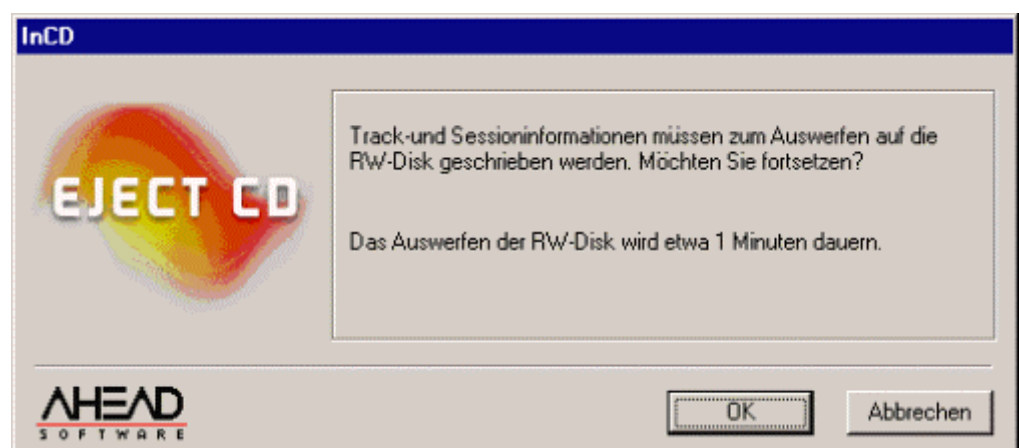 InCD
EJECT CD
Track-und Sessioninformationen müssen zum Auswerfen auf die
RW-Disk geschrieben werden. Möchten Sie fortsetzen?
Das Auswerfen der RW-Disk wird etwa 1 Minuten dauern.
AHEAD
SOFTWARE
OK
Abbrechen